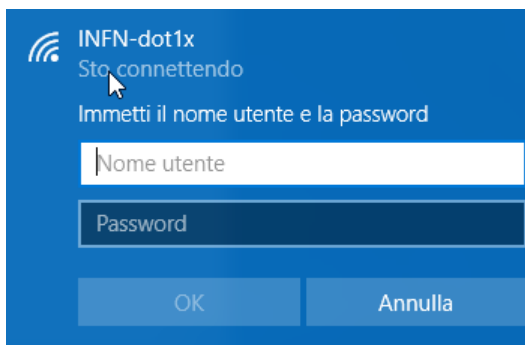 INFN-dot1x
Sto connettendo
Immetti il nome utente e la password
Nome utente
Password
OK
Annulla